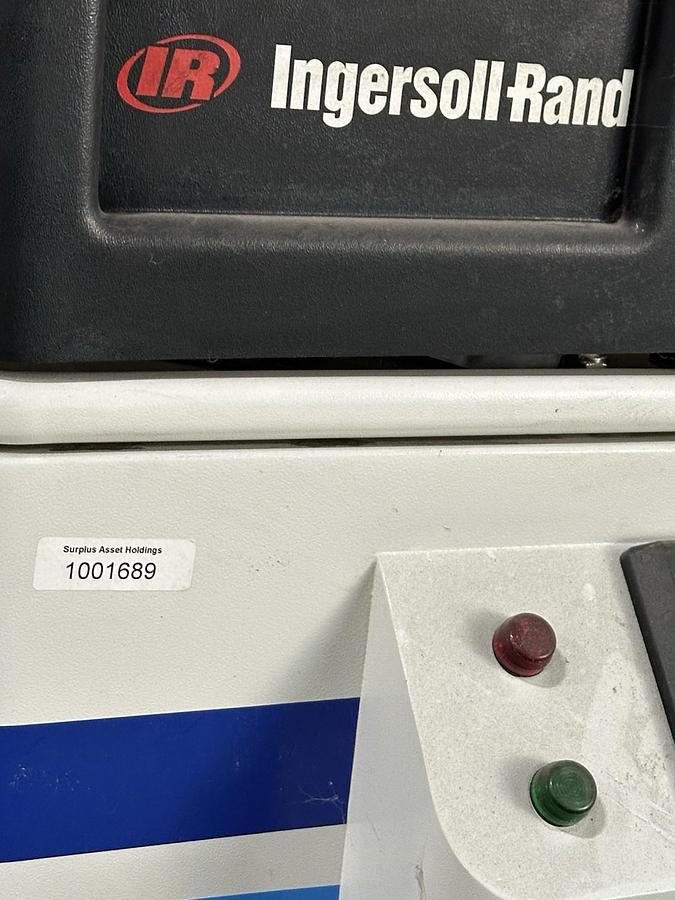 IR Ingersoll-Rand
Surplus Asset Holdings
1001689